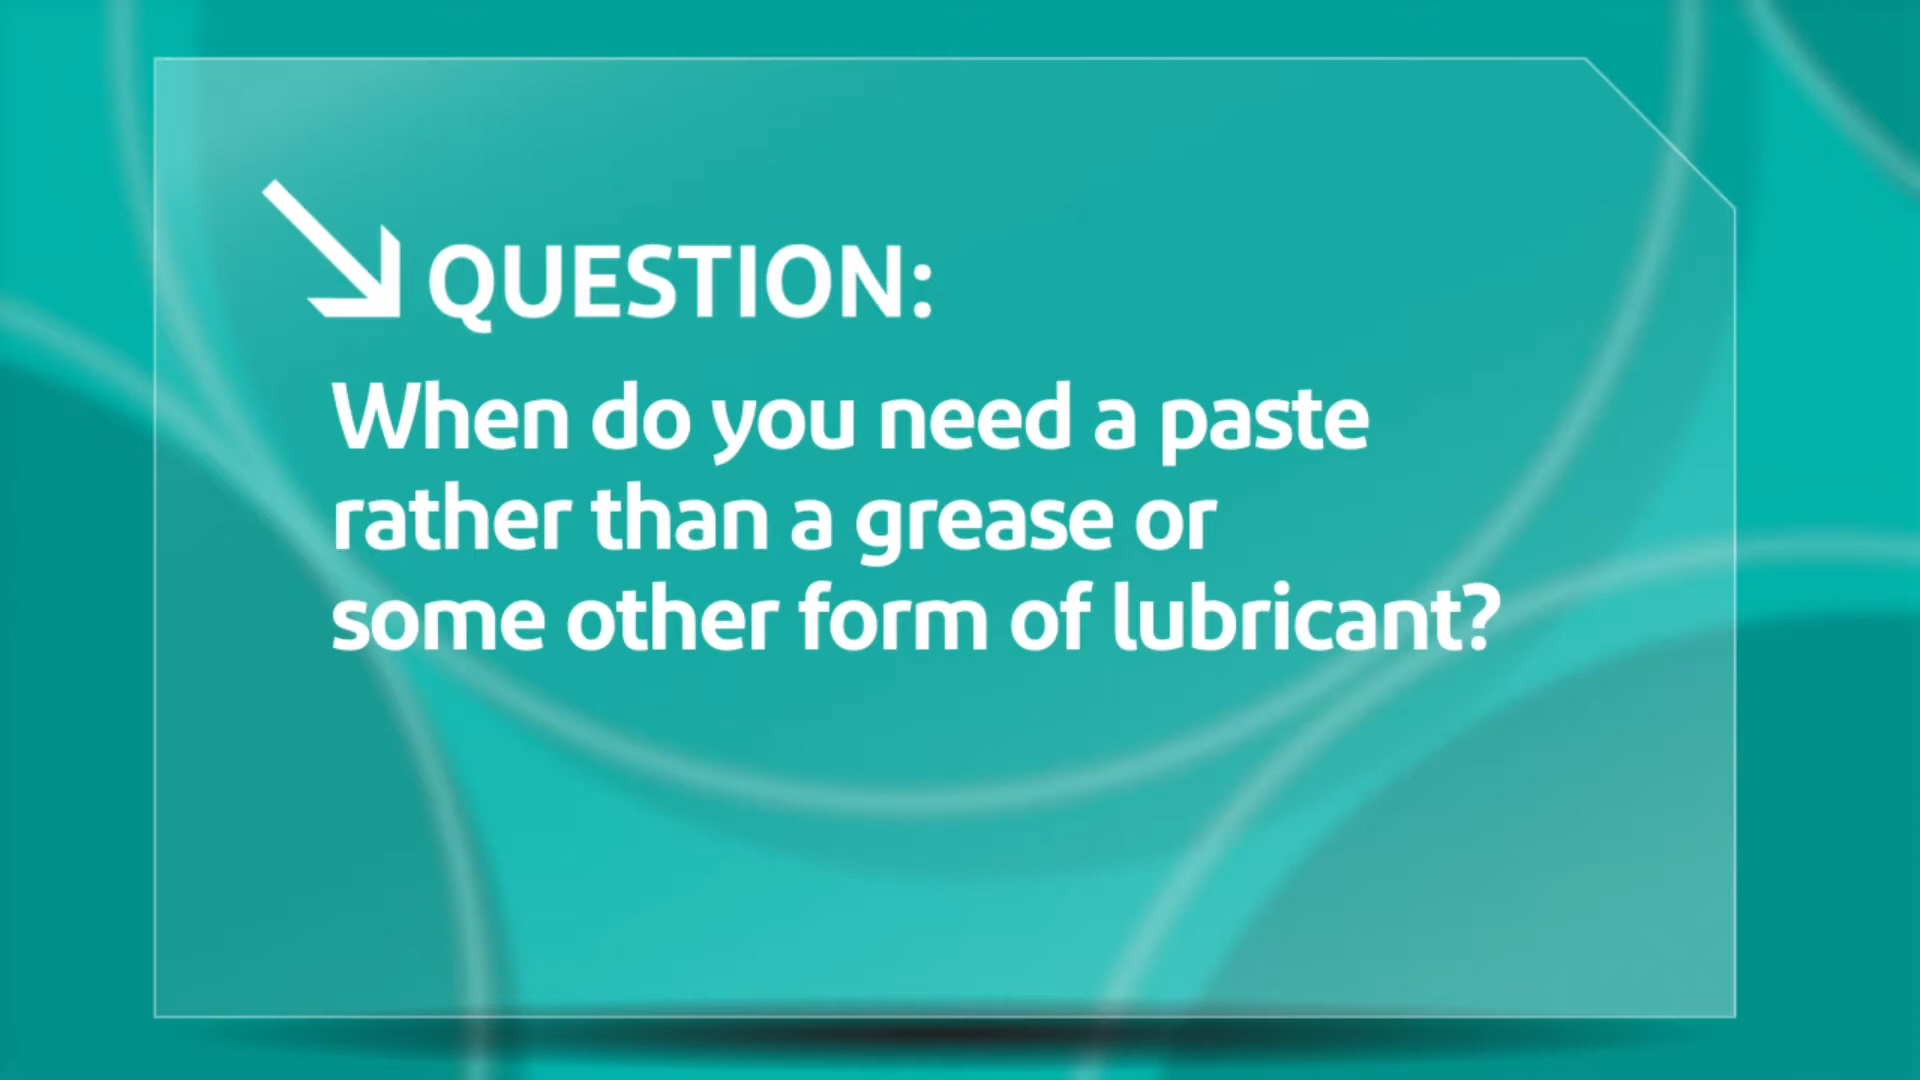 QUESTION:
When do you need a paste
rather than a grease or
some other form of lubricant?